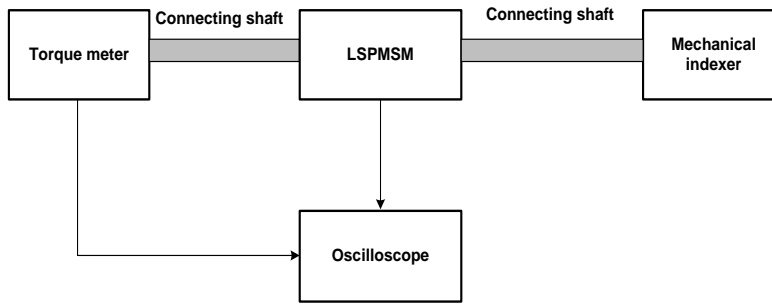 Connecting shaft
Connecting shaft
Torque meter
LSPMSM
Mechanical
indexer
Oscilloscope